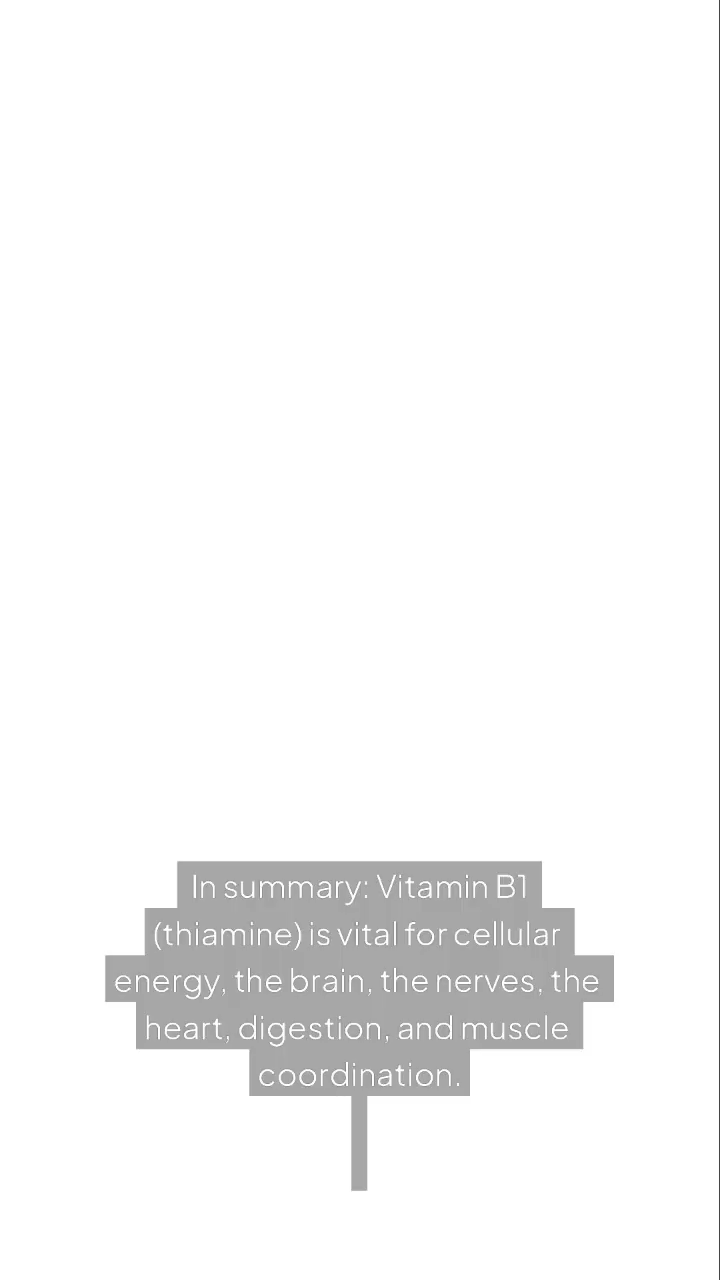 In summary: Vitamin B1
(thiamine) is vital for cellular
energy, the brain, the nerves, the
heart, digestion, and muscle
coordination.